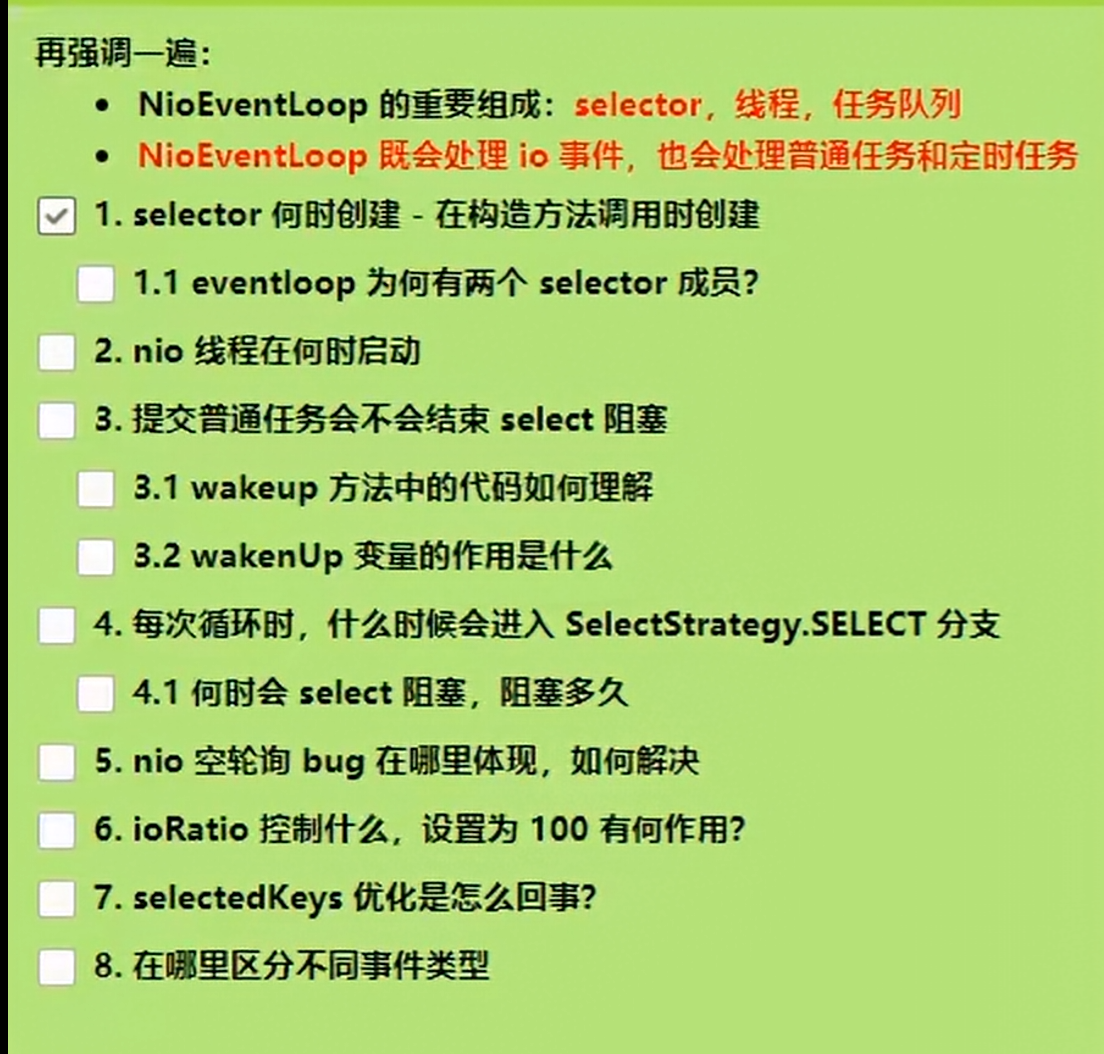 再强调一遍：
• NioEventLoop 的重要组成：selector，线程，任务队列
• NioEventLoop 既会处理 io 事件，也会处理普通任务和定时任务
1. selector 何时创建 - 在构造方法调用时创建
1.1 eventloop 为何有两个 selector 成员？
2. nio 线程在何时启动
3. 提交普通任务会不会结束 select 阻塞
3.1 wakeup 方法中的代码如何理解
3.2 wakenUp 变量的作用是什么
4. 每次循环时，什么时候会进入 SelectStrategy.SELECT 分支
4.1 何时会 select 阻塞，阻塞多久
5. nio 空轮询 bug 在哪里体现，如何解决
6. ioRatio 控制什么，设置为 100 有何作用？
7. selectedKeys 优化是怎么回事？
8. 在哪里区分不同事件类型